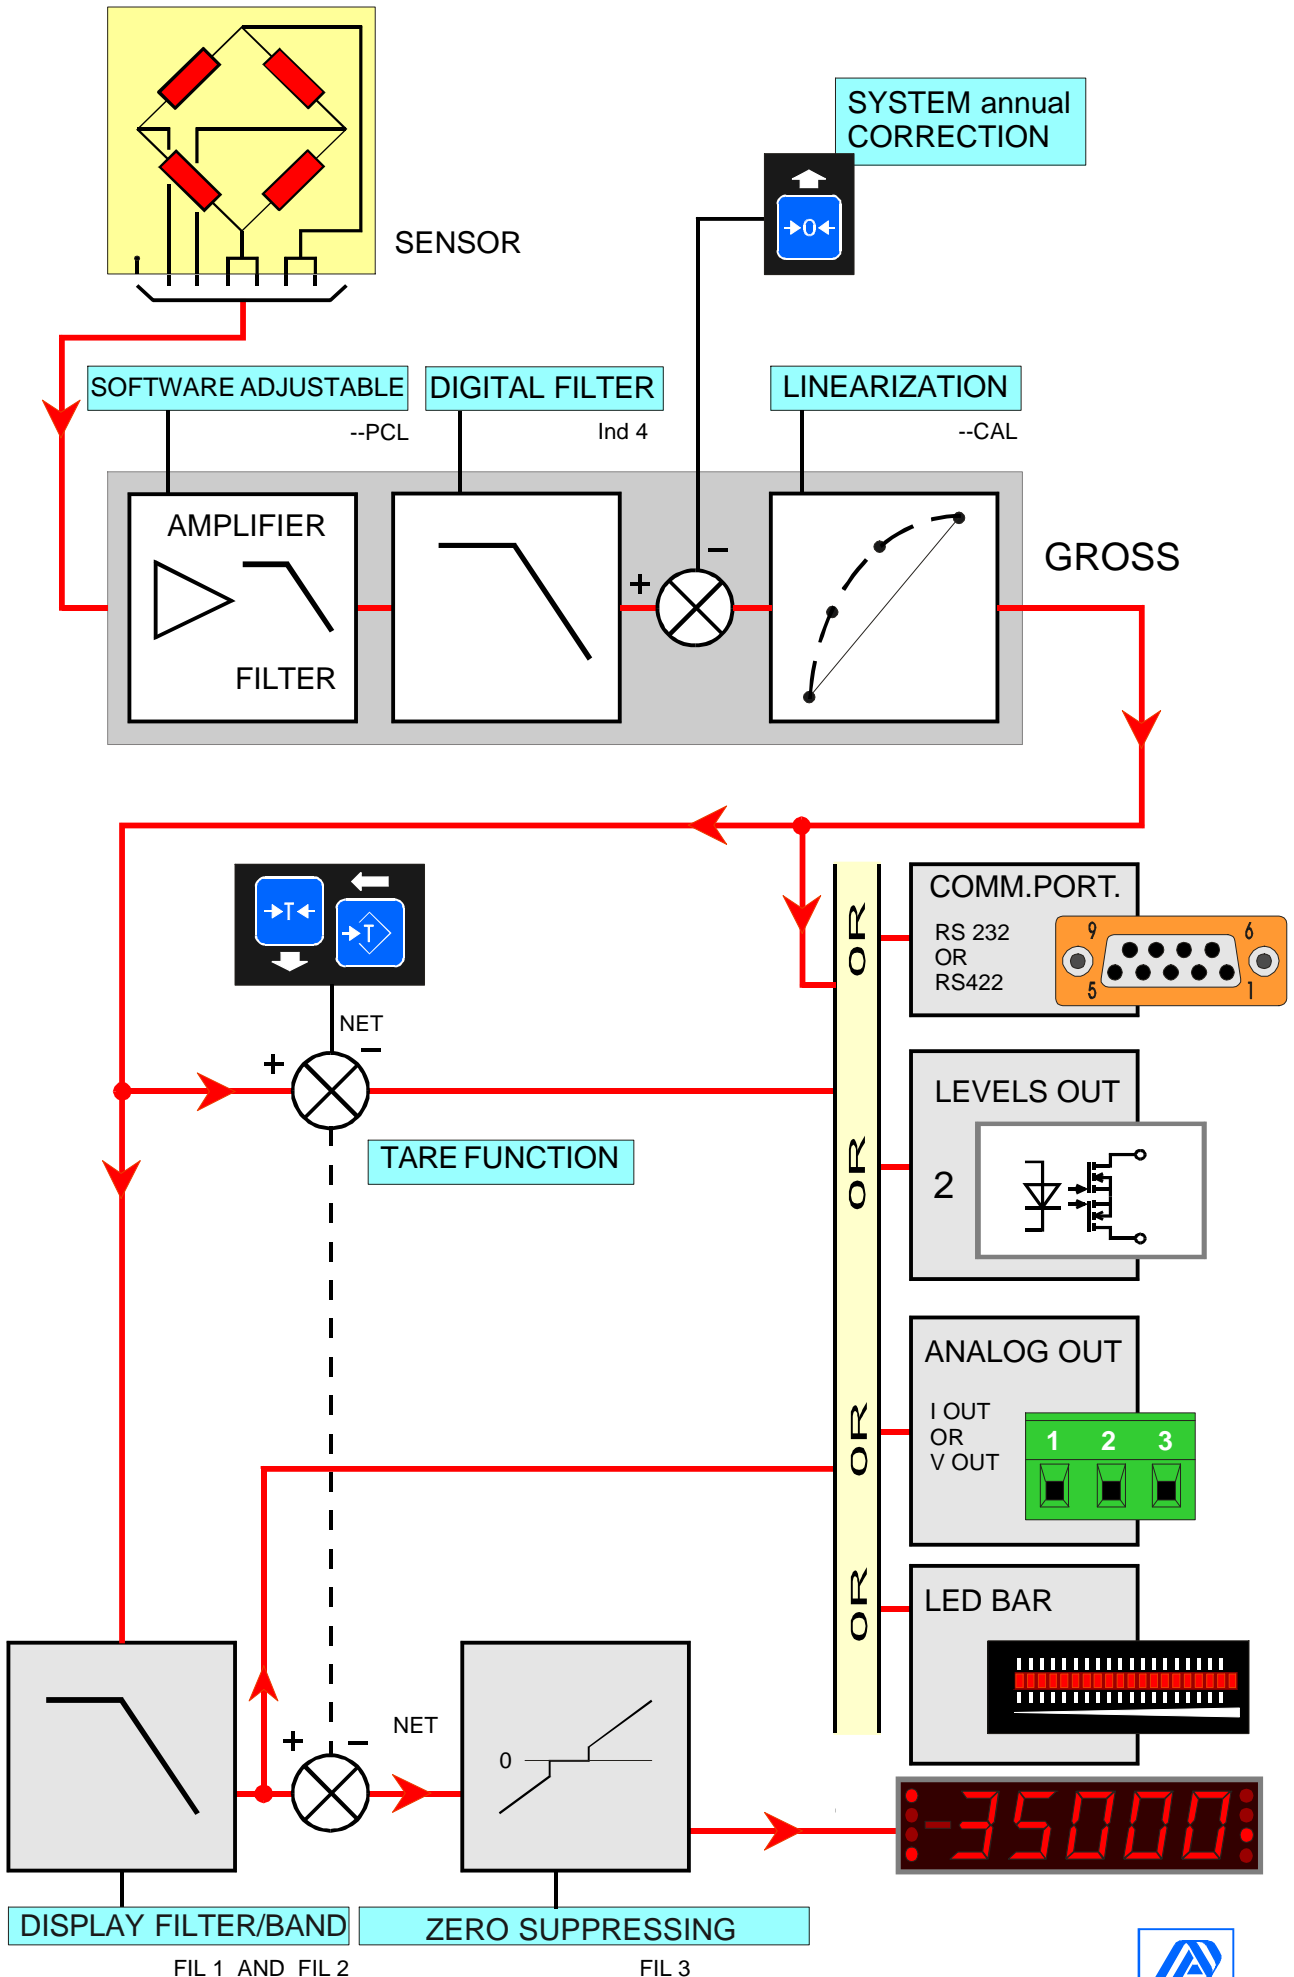 SYSTEM annual
CORRECTION
→0←
SENSOR
SOFTWARE ADJUSTABLE
DIGITAL FILTER
LINEARIZATION
--PCL
Ind 4
--CAL
AMPLIFIER
FILTER
+
−
GROSS
→T←
→T
NET
+
−
TARE FUNCTION
OR
COMM.PORT.
RS 232
OR
RS422
9
6
5
1
OR
LEVELS OUT
2
OR
ANALOG OUT
I OUT
OR
V OUT
1 2 3
OR
LED BAR
+
−
NET
0
-35000
DISPLAY FILTER/BAND
ZERO SUPPRESSING
FIL 1 AND FIL 2
FIL 3